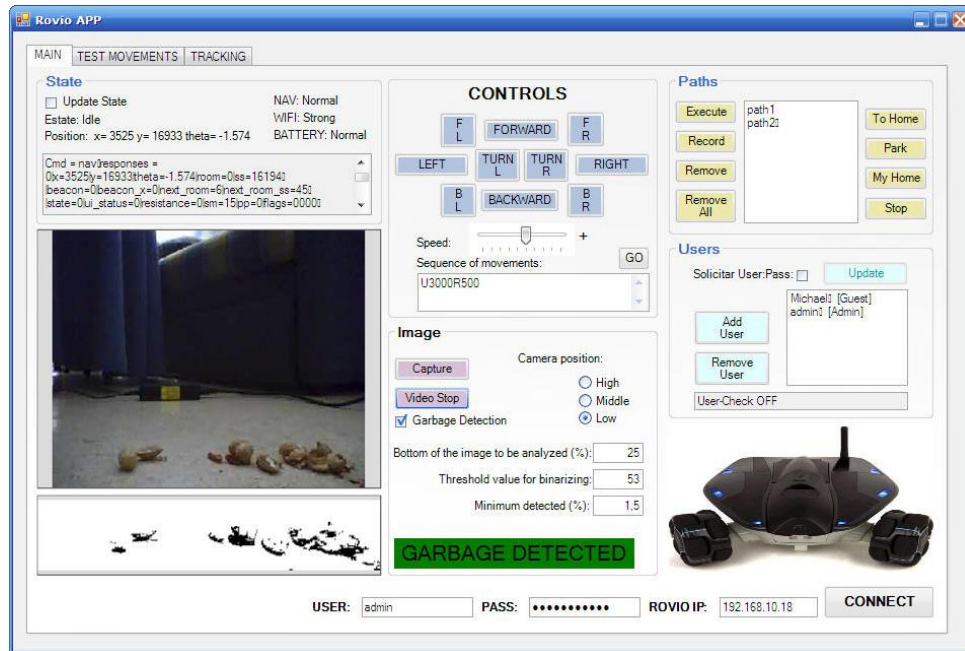 Rovio APP
MAIN
TEST MOVEMENTS
TRACKING
State
Update State
NAV: Normal
Estate: Idle
WIFI: Strong
Position: x= 3525 y= 16933 theta= -1.574
BATTERY: Normal
Cmd = nav▯responses =
0|x=3525|y=16933|theta=-1.574|room=0|ss=16194▯
|beacon=0|beacon_x=0|next_room=6|next_room_ss=45▯
|state=0|ui_status=0|resistance=0|sm=15|pp=0|flags=0000▯
CONTROLS
F L
FORWARD
F R
LEFT
TURN L
TURN R
RIGHT
B L
BACKWARD
B R
Speed:
+
Sequence of movements:
GO
U3000R500
Image
Capture
Camera position:
High
Video Stop
Middle
Garbage Detection
Low
Bottom of the image to be analyzed (%):
25
Threshold value for binarizing:
53
Minimum detected (%):
1,5
GARBAGE DETECTED
Paths
Execute
path1
path2▯
To Home
Record
Park
Remove
My Home
Remove All
Stop
Users
Solicitar User:Pass:
Update
Michael▯ [Guest]
admin▯ [Admin]
Add User
Remove User
User-Check: OFF
USER:
admin
PASS:
●●●●●●●●●●●
ROVIO IP:
192.168.10.18
CONNECT